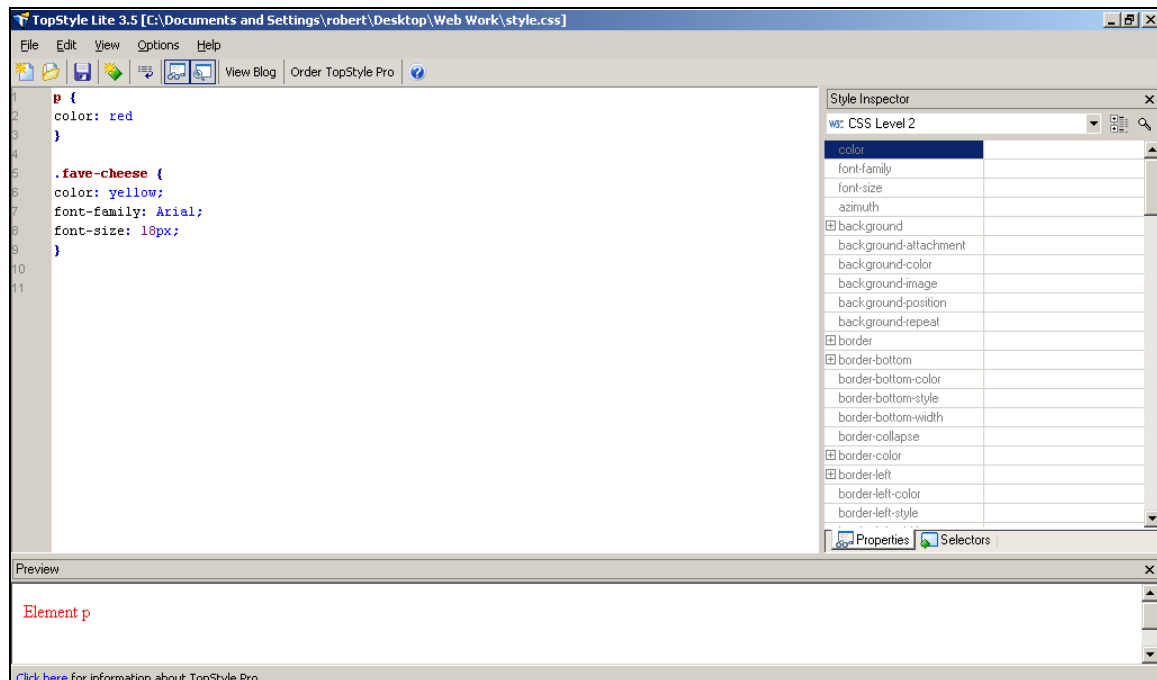 TopStyle Lite 3.5 [C:\Documents and Settings\robert\Desktop\Web Work\style.css]
File Edit View Options Help
View Blog Order TopStyle Pro
1 p {
2 color: red
3 }
4
5 .fave-cheese {
6 color: yellow;
7 font-family: Arial;
8 font-size: 18px;
9 }
10
11
Style Inspector
W3C CSS Level 2
color
font-family
font-size
azimuth
background
background-attachment
background-color
background-image
background-position
background-repeat
border
border-bottom
border-bottom-color
border-bottom-style
border-bottom-width
border-collapse
border-color
border-left
border-left-color
border-left-style
Properties Selectors
Preview
Element p
Click here for information about TopStyle Pro